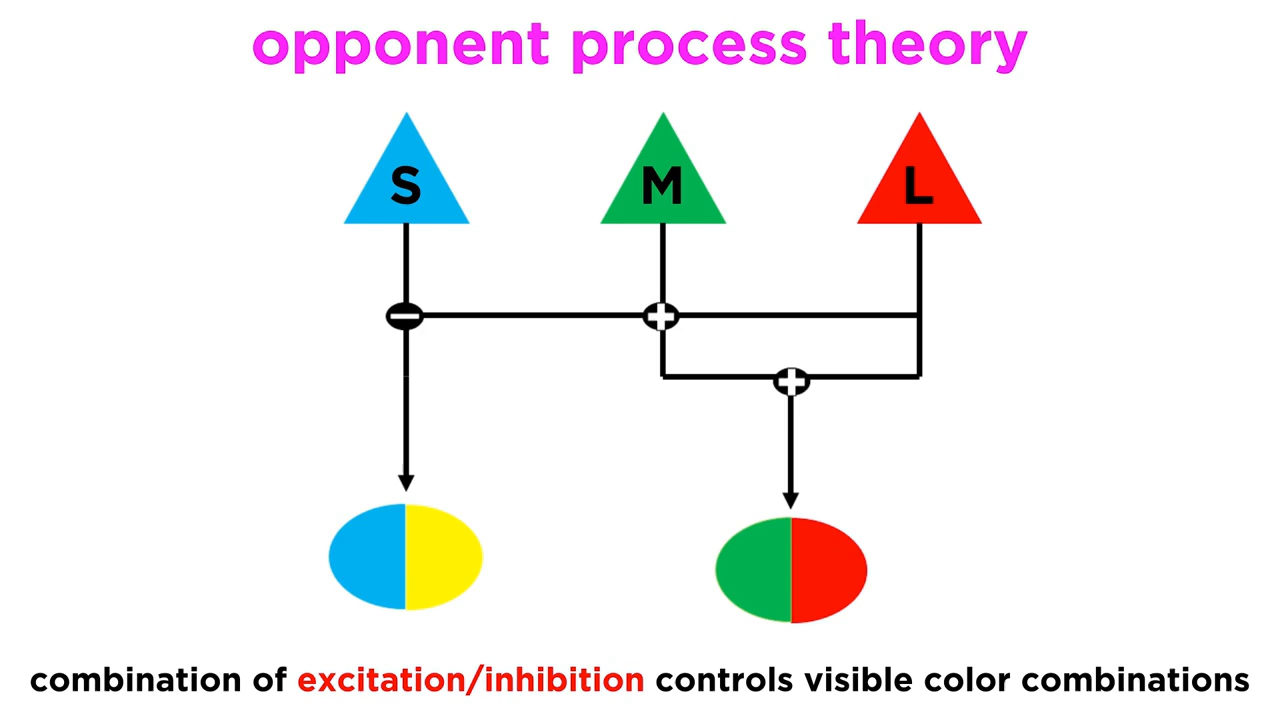 opponent process theory
S M L
combination of excitation/inhibition controls visible color combinations